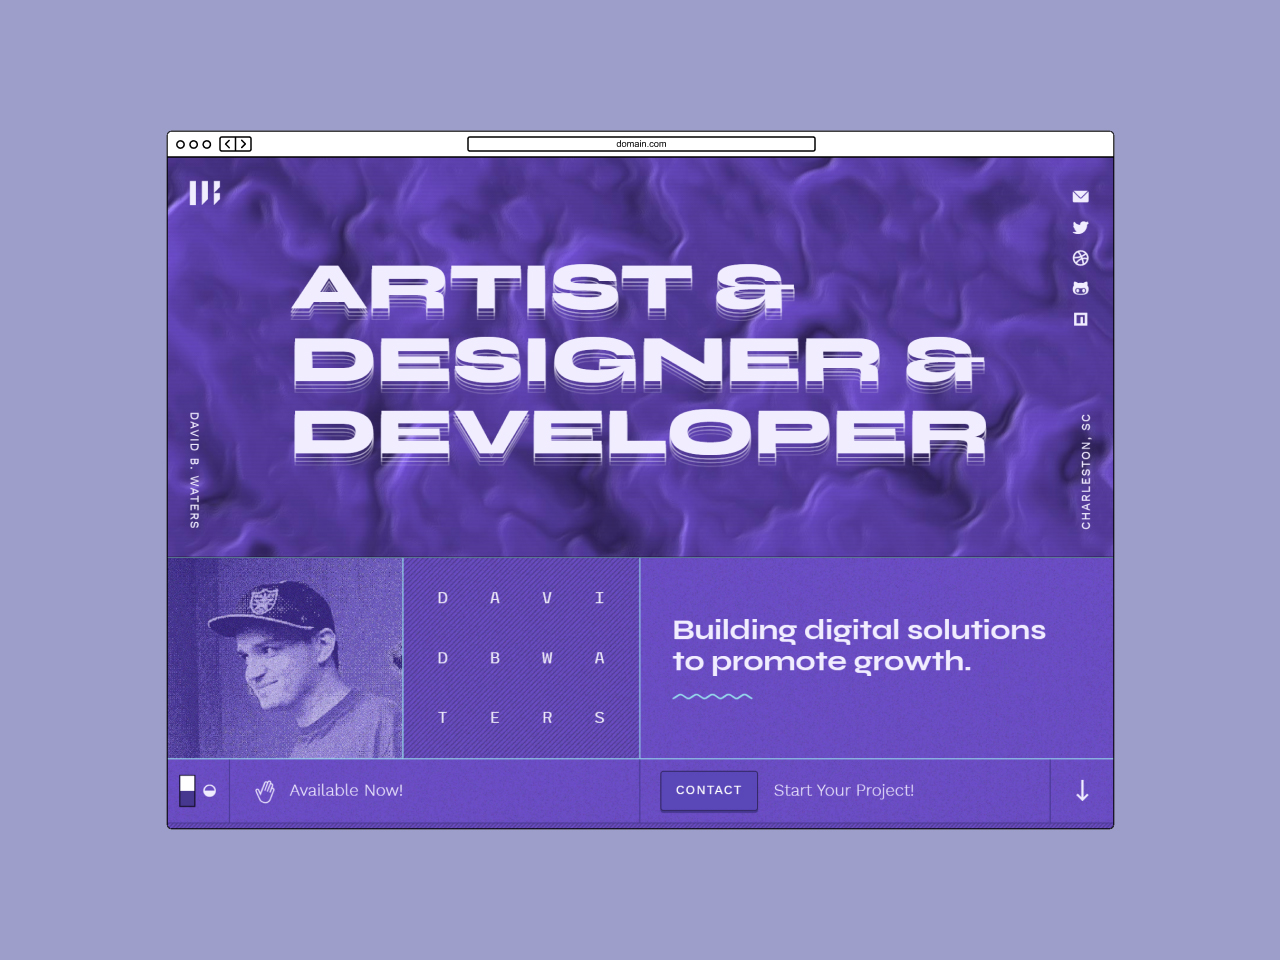 domain.com
ARTIST &
DESIGNER &
DEVELOPER
DAVID B. WATERS
CHARLESTON, SC
D A V I
D B W A
T E R S
Building digital solutions
to promote growth.
Available Now!
CONTACT
Start Your Project!